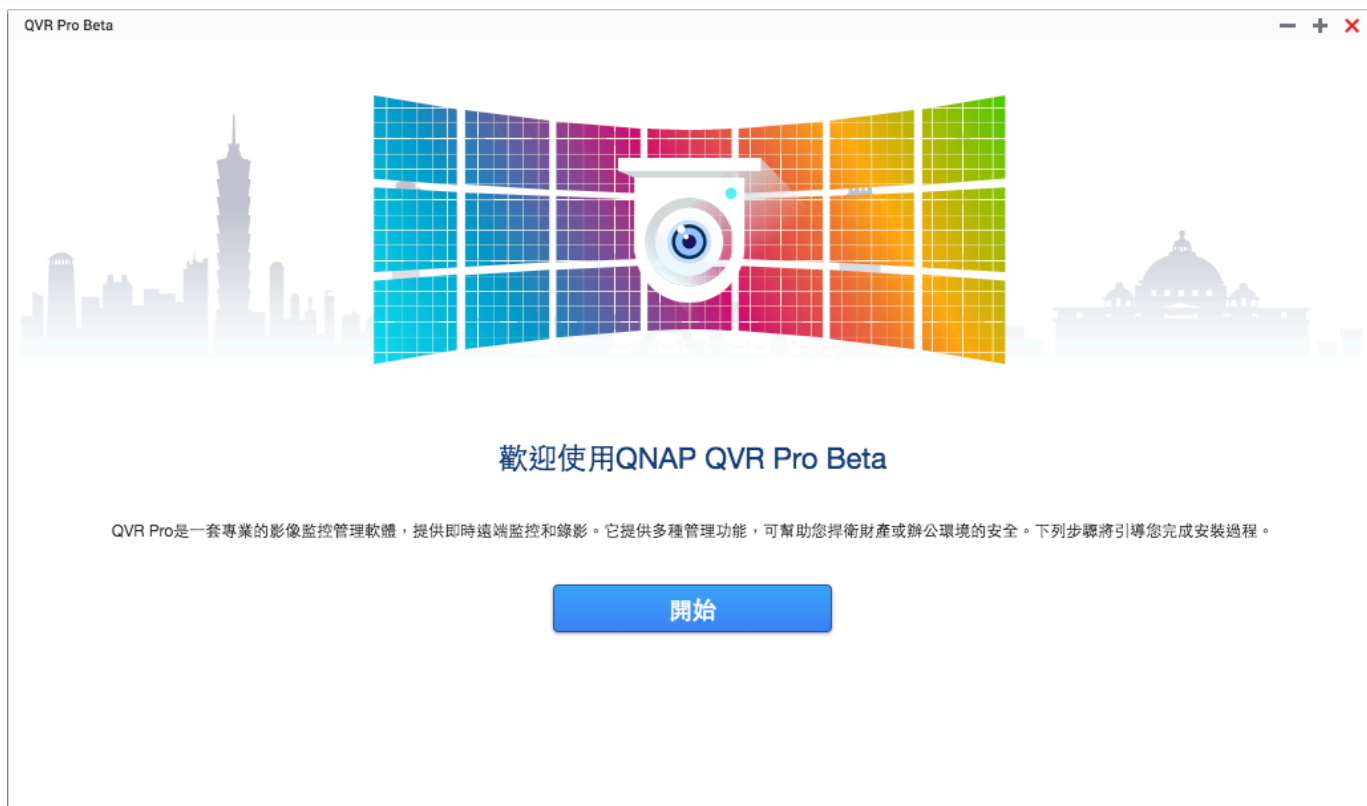 QVR Pro Beta
歡迎使用QNAP QVR Pro Beta
QVR Pro是一套專業的影像監控管理軟體，提供即時遠端監控和錄影。它提供多種管理功能，可幫助您捍衛財產或辦公環境的安全。下列步驟將引導您完成安裝過程。
開始